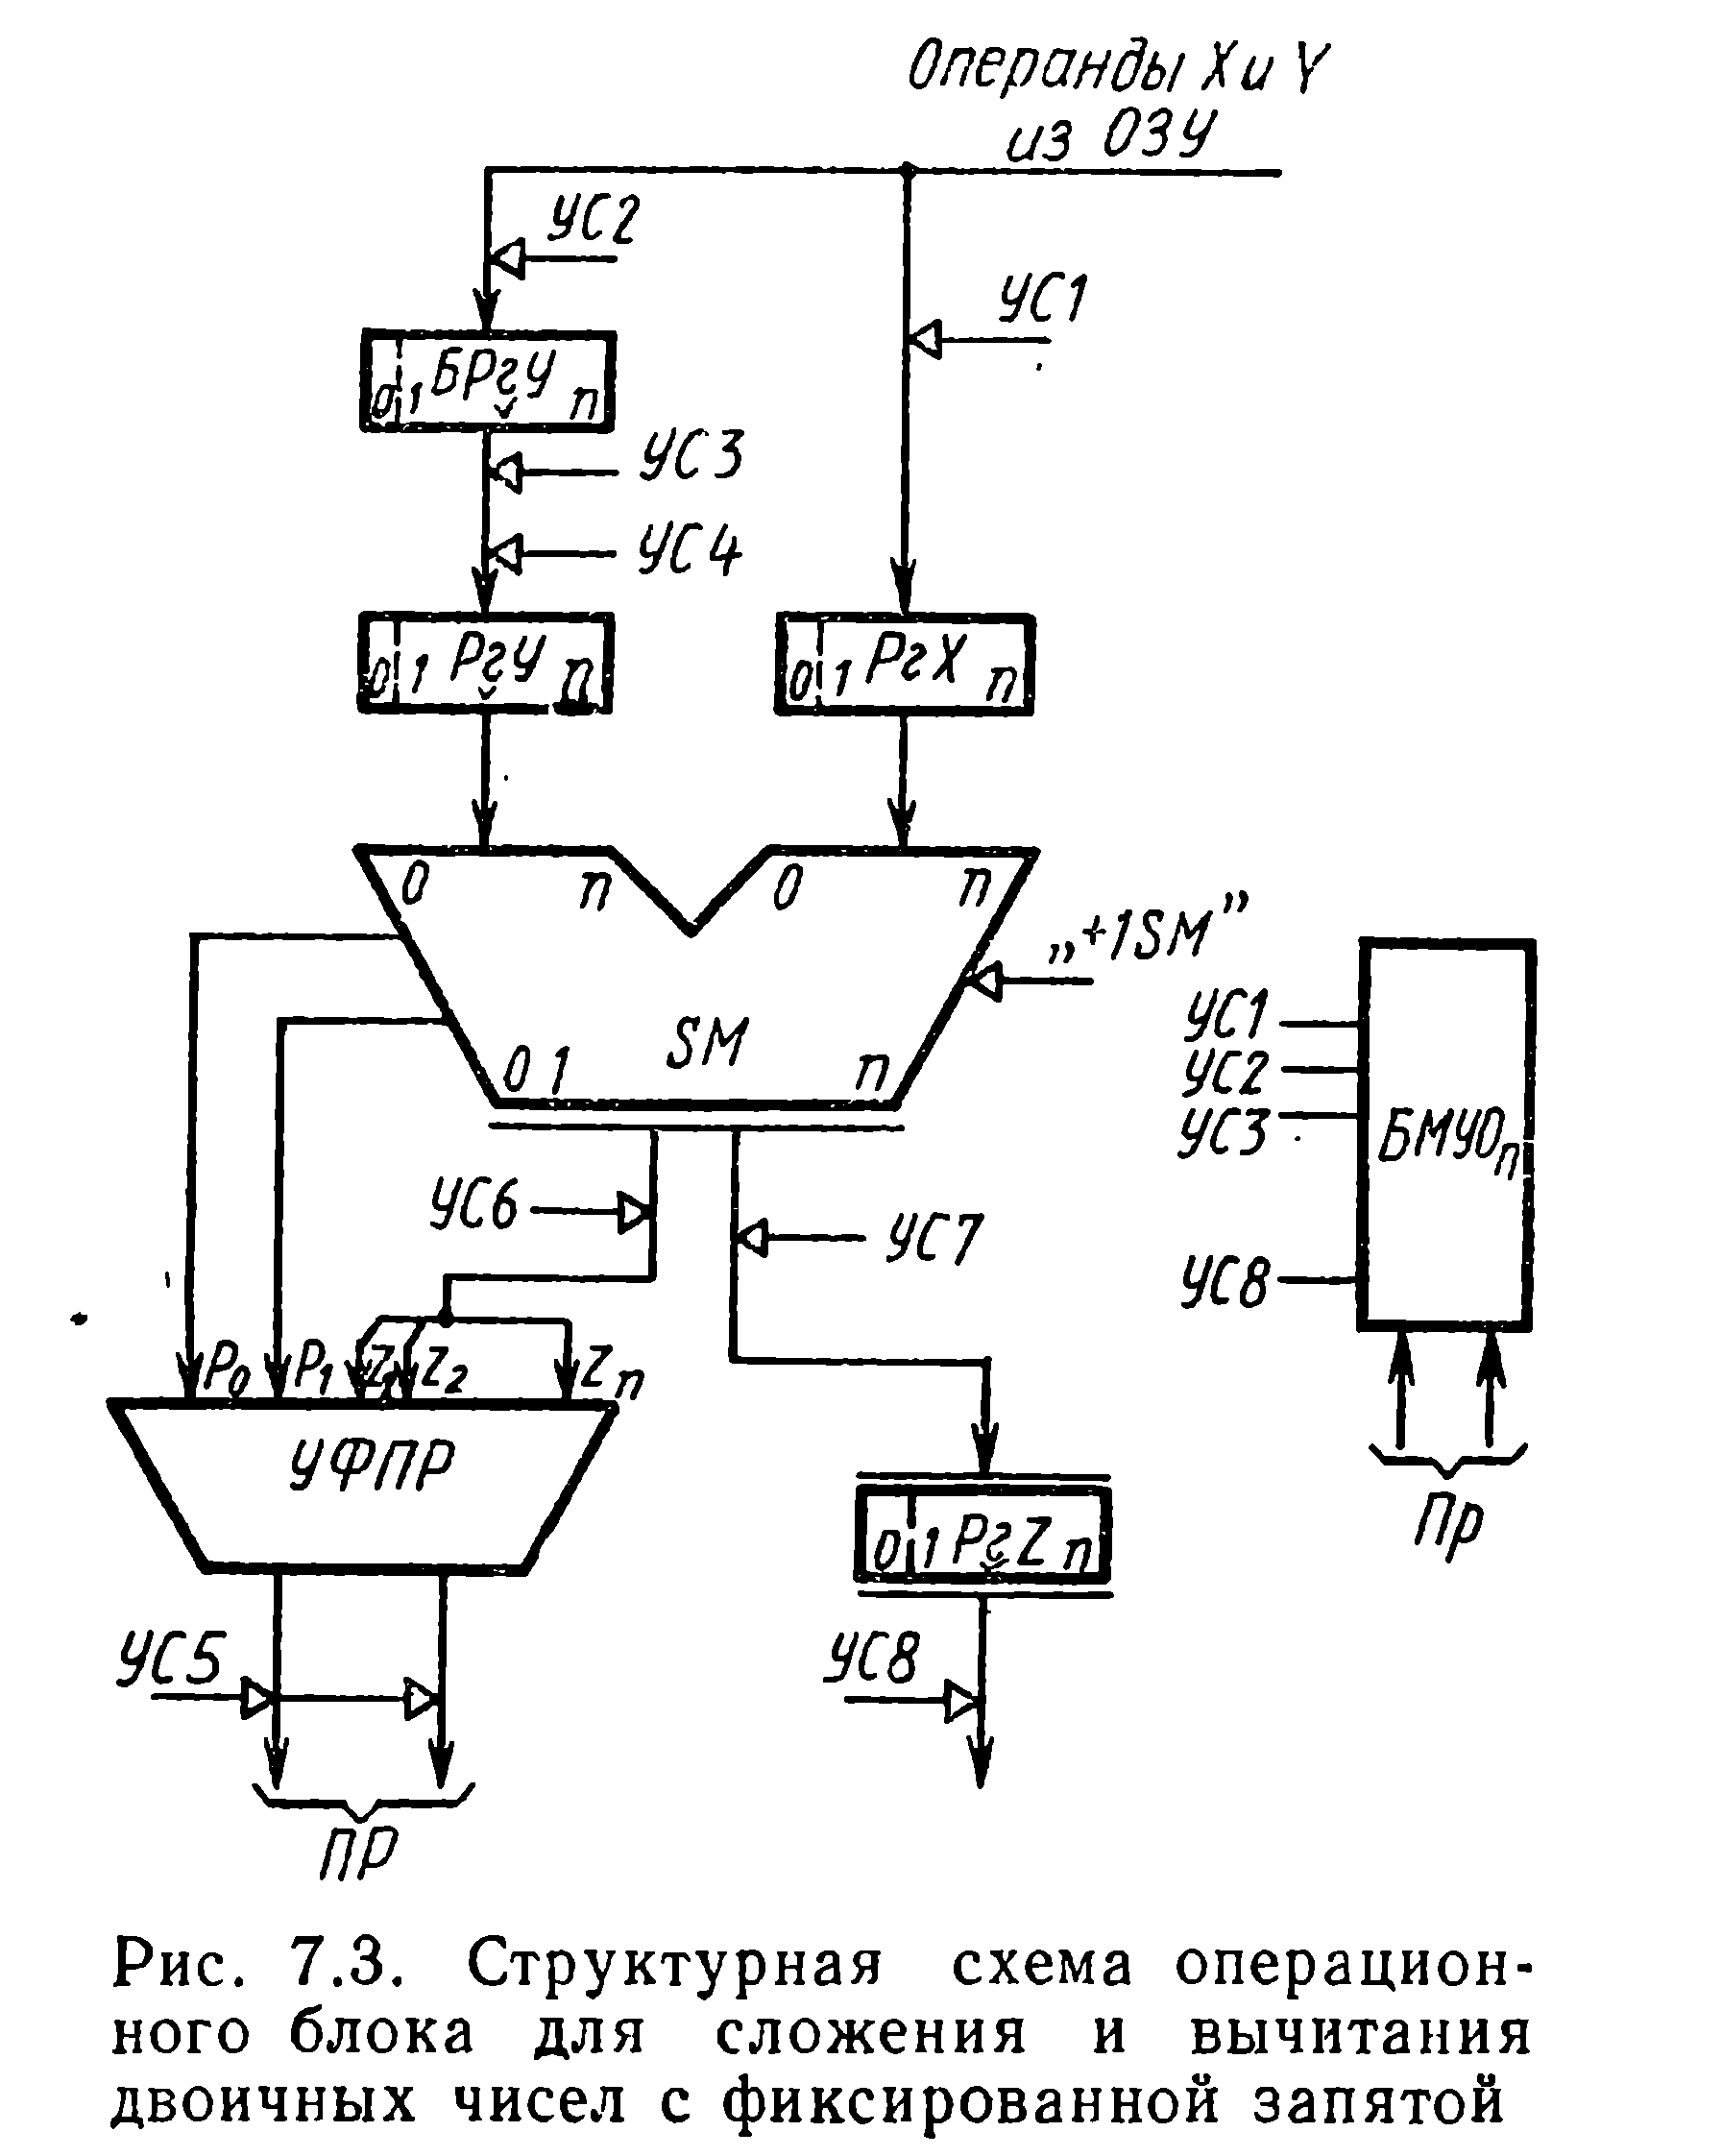 Операнды X и Y
из ОЗУ
УС2
УС1
0 1 БРгУ n
УС3
УС4
0 1 РгУ n
0 1 РгХ n
0 n 0 n
„+1SM”
SM
0 1 n
УС1
УС2
УС3
БМУОп
УС8
УС6
УС7
P0 P1 Z1 Z2 Zn
УФПР
0 1 РгZ n
Пр
УС5
УС8
ПР
Рис. 7.3. Структурная схема операцион-
ного блока для сложения и вычитания
двоичных чисел с фиксированной запятой